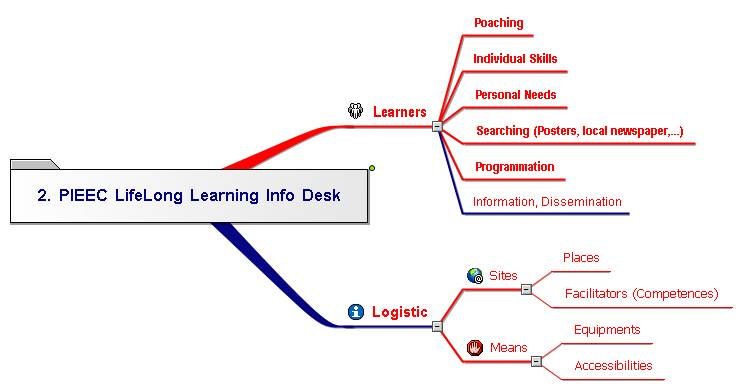 2. PIEEC LifeLong Learning Info Desk
Learners
Poaching
Individual Skills
Personal Needs
Searching (Posters, local newspaper,...)
Programmation
Information, Dissemination
Logistic
Sites
Places
Facilitators (Competences)
Means
Equipments
Accessibilities